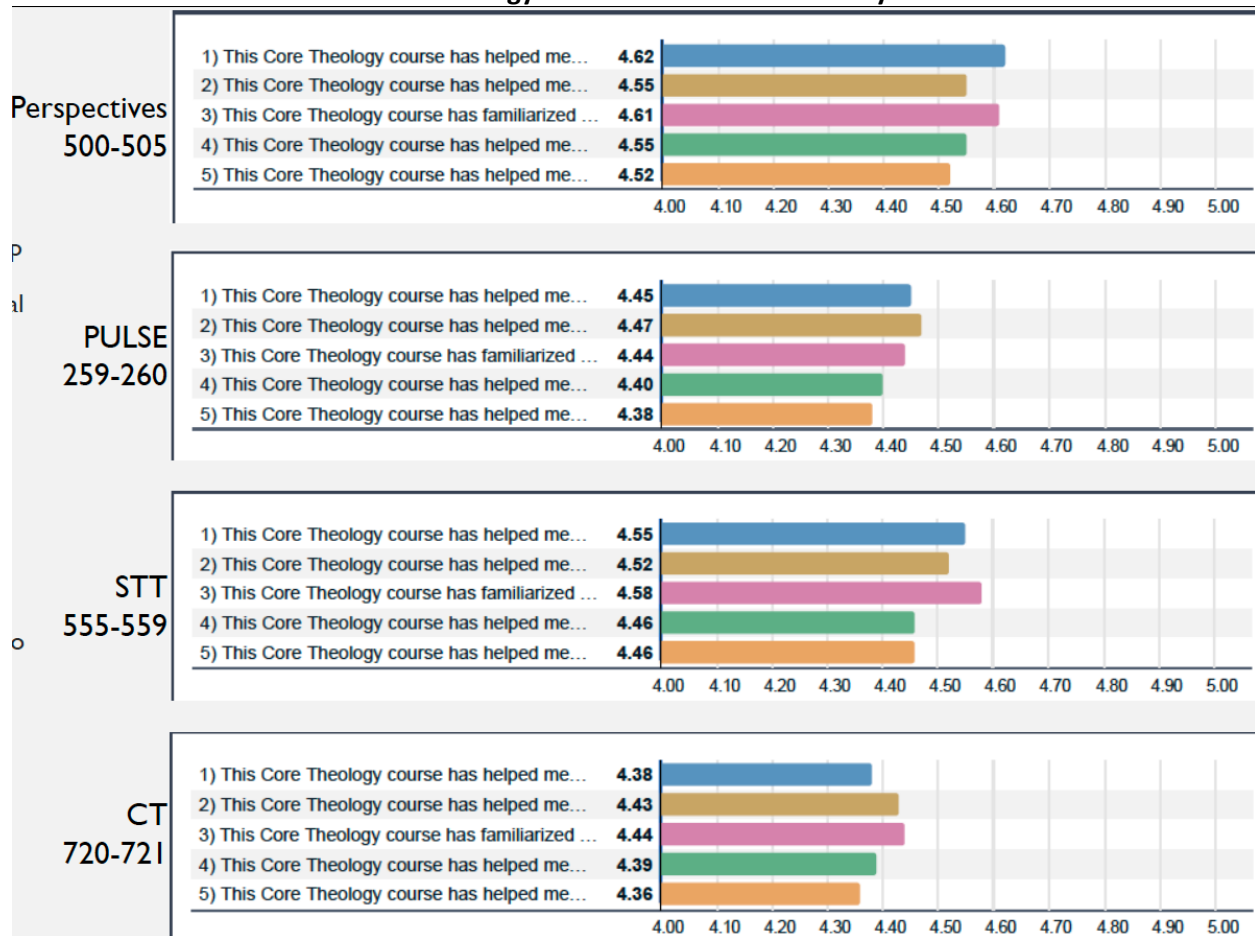 Perspectives
500-505
1) This Core Theology course has helped me... 4.62
2) This Core Theology course has helped me... 4.55
3) This Core Theology course has familiarized ... 4.61
4) This Core Theology course has helped me... 4.55
5) This Core Theology course has helped me... 4.52
4.00 4.10 4.20 4.30 4.40 4.50 4.60 4.70 4.80 4.90 5.00
P
al
PULSE
259-260
1) This Core Theology course has helped me... 4.45
2) This Core Theology course has helped me... 4.47
3) This Core Theology course has familiarized ... 4.44
4) This Core Theology course has helped me... 4.40
5) This Core Theology course has helped me... 4.38
4.00 4.10 4.20 4.30 4.40 4.50 4.60 4.70 4.80 4.90 5.00
STT
555-559
o
1) This Core Theology course has helped me... 4.55
2) This Core Theology course has helped me... 4.52
3) This Core Theology course has familiarized ... 4.58
4) This Core Theology course has helped me... 4.46
5) This Core Theology course has helped me... 4.46
4.00 4.10 4.20 4.30 4.40 4.50 4.60 4.70 4.80 4.90 5.00
CT
720-721
1) This Core Theology course has helped me... 4.38
2) This Core Theology course has helped me... 4.43
3) This Core Theology course has familiarized ... 4.44
4) This Core Theology course has helped me... 4.39
5) This Core Theology course has helped me... 4.36
4.00 4.10 4.20 4.30 4.40 4.50 4.60 4.70 4.80 4.90 5.00